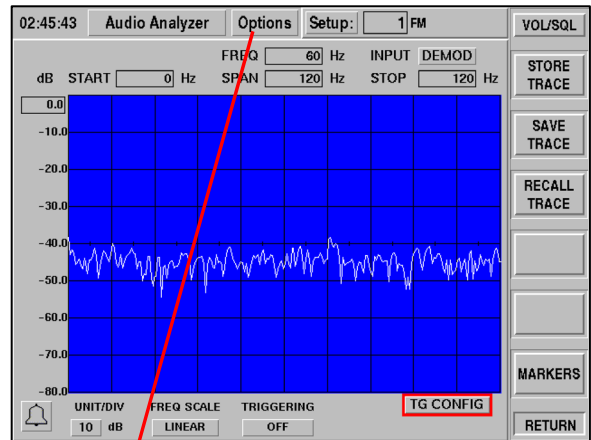 02:45:43 Audio Analyzer Options Setup: 1 FM VOL/SQL
FREQ 60 Hz INPUT DEMOD
dB START 0 Hz SPAN 120 Hz STOP 120 Hz
STORE
TRACE
0.0
-10.0
SAVE
TRACE
-20.0
RECALL
TRACE
-30.0
-40.0
-50.0
-60.0
-70.0
MARKERS
-80.0
UNIT/DIV FREQ SCALE TRIGGERING TG CONFIG
10 dB LINEAR OFF RETURN